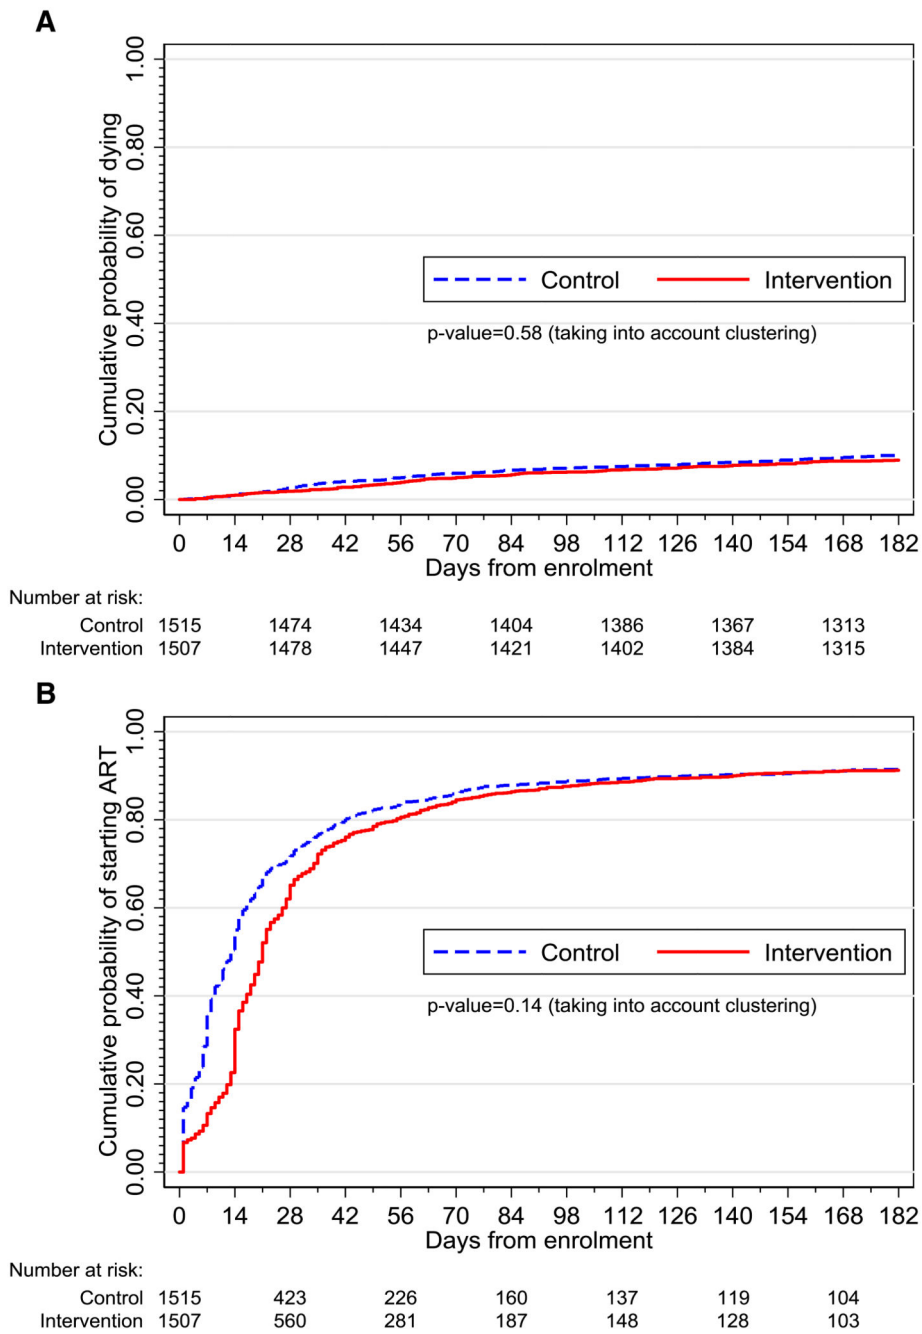 A
Cumulative probability of dying
1.00
0.80
0.60
0.40
0.20
0.00
Control Intervention
p-value=0.58 (taking into account clustering)
0 14 28 42 56 70 84 98 112 126 140 154 168 182
Days from enrolment
Number at risk:
Control 1515 1474 1434 1404 1386 1367 1313
Intervention 1507 1478 1447 1421 1402 1384 1315
B
Cumulative probability of starting ART
1.00
0.80
0.60
0.40
0.20
0.00
Control Intervention
p-value=0.14 (taking into account clustering)
0 14 28 42 56 70 84 98 112 126 140 154 168 182
Days from enrolment
Number at risk:
Control 1515 423 226 160 137 119 104
Intervention 1507 560 281 187 148 128 103